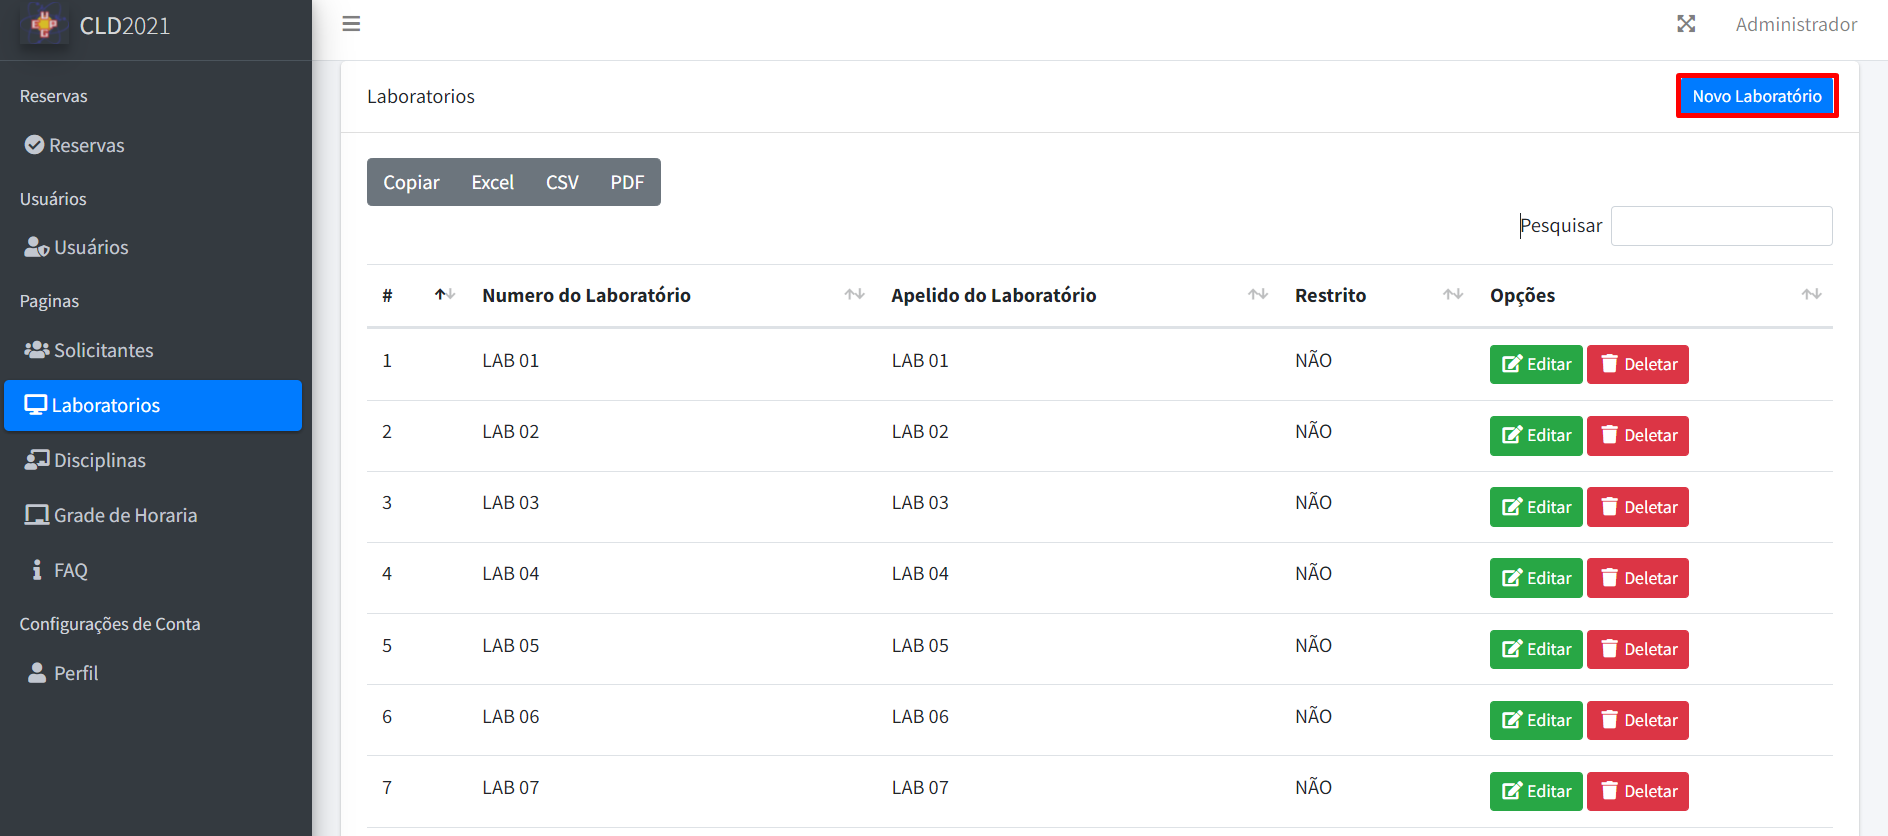 CLD2021
Administrador
Reservas
Reservas
Usuários
Usuários
Paginas
Solicitantes
Laboratorios
Disciplinas
Grade de Horaria
FAQ
Configurações de Conta
Perfil
Laboratorios
Novo Laboratório
Copiar Excel CSV PDF
Pesquisar
# Numero do Laboratório Apelido do Laboratório Restrito Opções
1 LAB 01 LAB 01 NÃO Editar Deletar
2 LAB 02 LAB 02 NÃO Editar Deletar
3 LAB 03 LAB 03 NÃO Editar Deletar
4 LAB 04 LAB 04 NÃO Editar Deletar
5 LAB 05 LAB 05 NÃO Editar Deletar
6 LAB 06 LAB 06 NÃO Editar Deletar
7 LAB 07 LAB 07 NÃO Editar Deletar